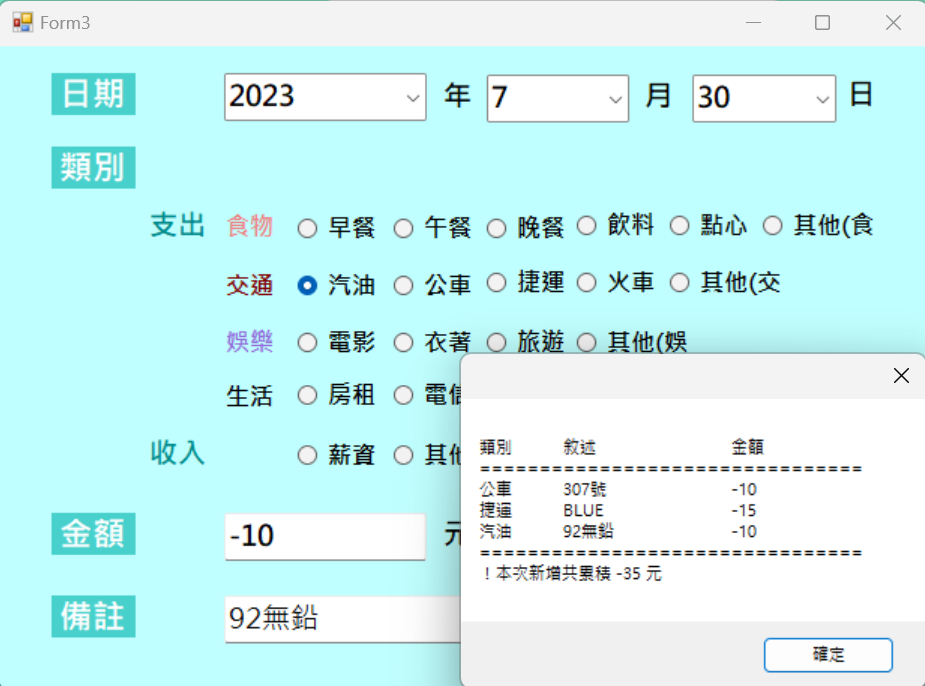 Form3
日期 2023 年 7 月 30 日
類別
支出 食物 早餐 午餐 晚餐 飲料 點心 其他(食
交通 汽油 公車 捷運 火車 其他(交
娛樂 電影 衣著 旅遊 其他(娛
生活 房租 電信
收入 薪資 其他
金額 -10 元
備註 92無鉛
類別 敘述 金額
================================
公車 307號 -10
捷運 BLUE -15
汽油 92無鉛 -10
================================
！本次新增共累積 -35 元
確定